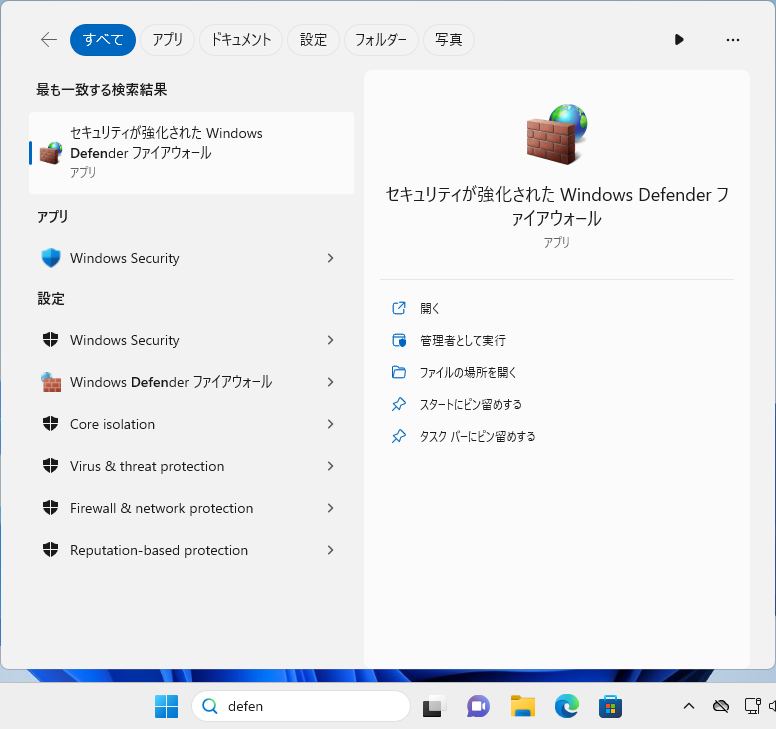 すべて
アプリ
ドキュメント
設定
フォルダー
写真
最も一致する検索結果
セキュリティが強化された Windows
Defender ファイアウォール
アプリ
アプリ
Windows Security
設定
Windows Security
Windows Defender ファイアウォール
Core isolation
Virus & threat protection
Firewall & network protection
Reputation-based protection
セキュリティが強化された Windows Defender フ
ァイアウォール
アプリ
開く
管理者として実行
ファイルの場所を開く
スタートにピン留めする
タスク バーにピン留めする
defen